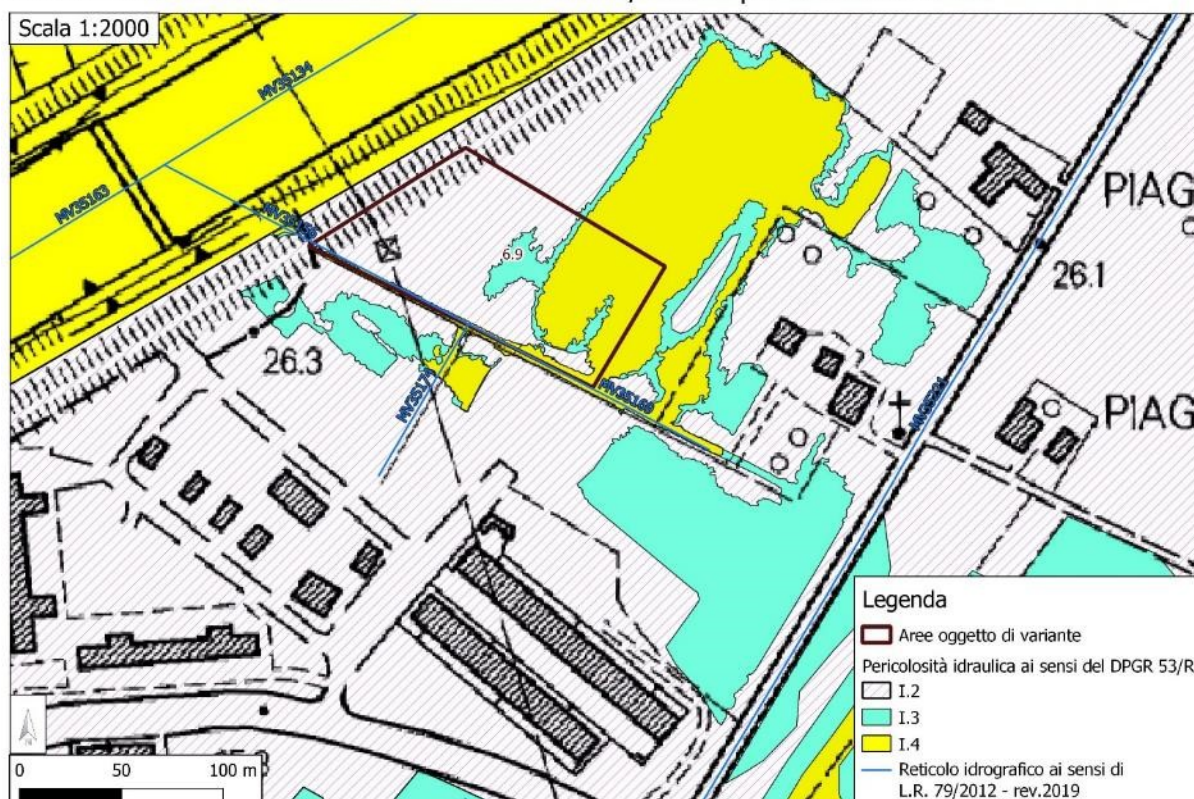 Scala 1:2000
MV35134
MV35163
6.9
PIAG
26.1
26.3
MV35169
PIAG
Legenda
Aree oggetto di variante
Pericolosità idraulica ai sensi del DPGR 53/R
I.2
I.3
I.4
Reticolo idrografico ai sensi di
L.R. 79/2012 - rev.2019
0 50 100 m